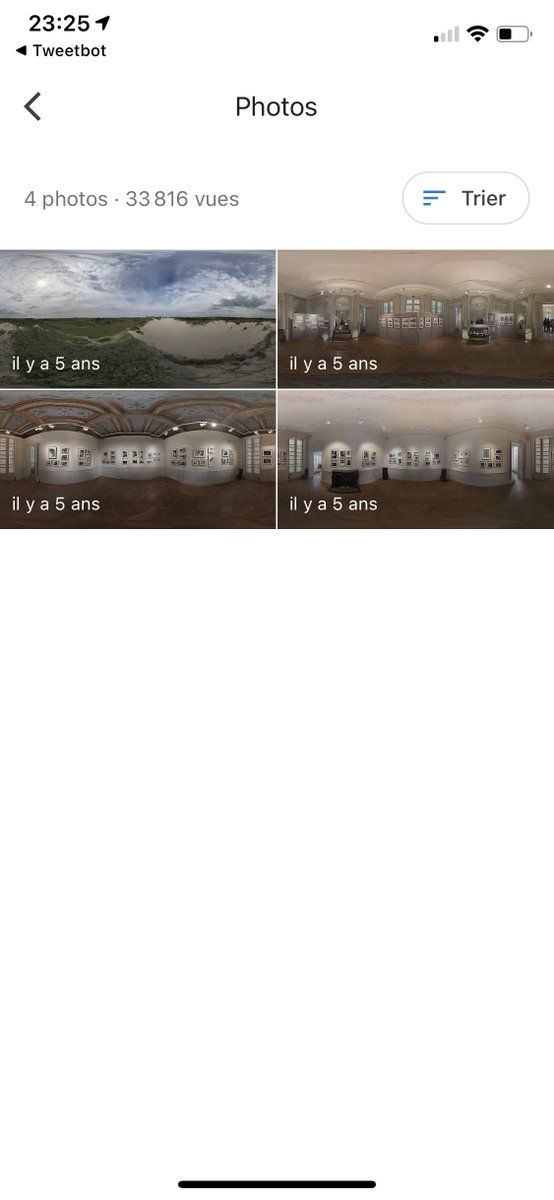 23:25
◀ Tweetbot
Photos
4 photos · 33 816 vues
Trier
il y a 5 ans
il y a 5 ans
il y a 5 ans
il y a 5 ans